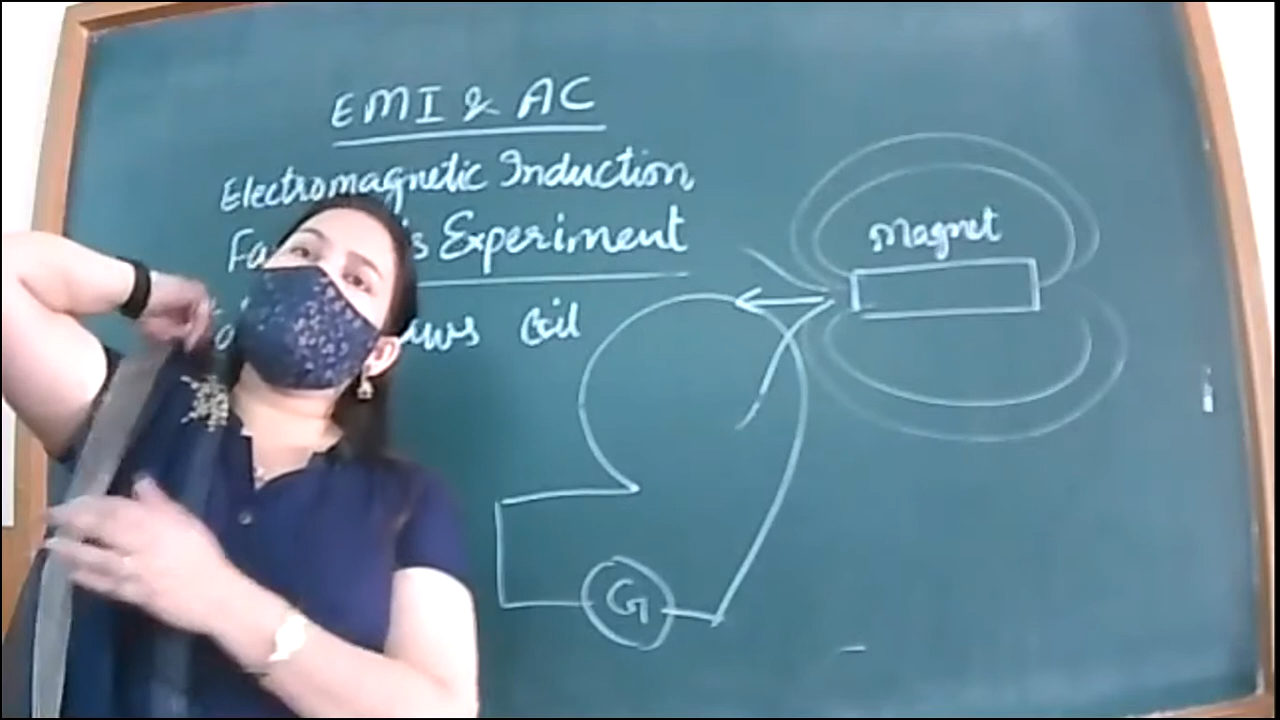 EMI & AC
Electromagnetic Induction
Experiment
Coil
Magnet
G